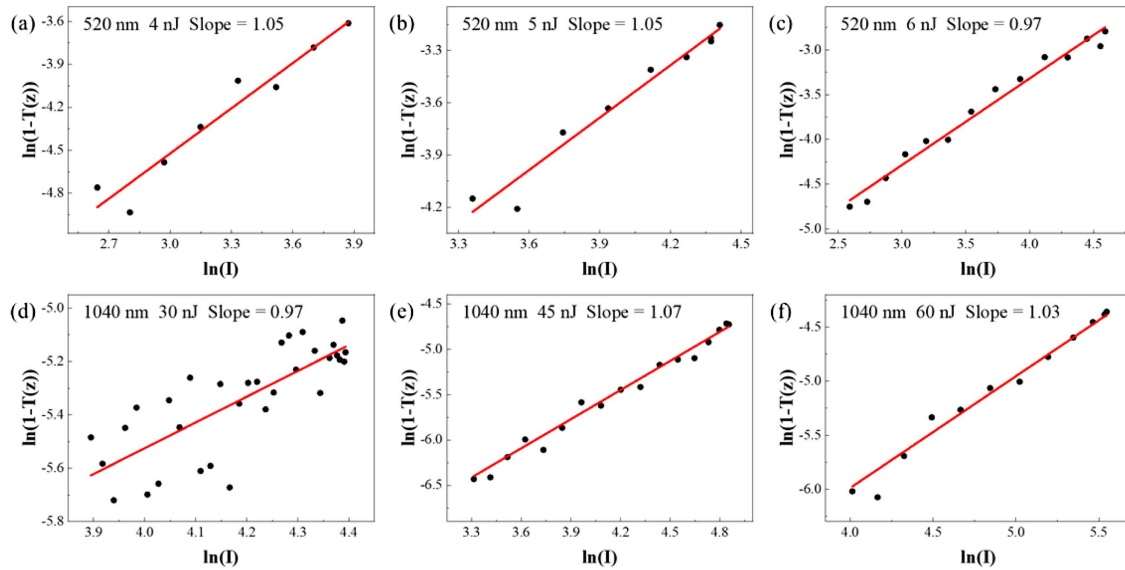 (a)
520 nm 4 nJ Slope = 1.05
-3.6
-3.9
-4.2
-4.5
-4.8
ln(1-T(z))
2.7 3.0 3.3 3.6 3.9
ln(I)
(b)
520 nm 5 nJ Slope = 1.05
-3.3
-3.6
-3.9
-4.2
ln(1-T(z))
3.3 3.6 3.9 4.2 4.5
ln(I)
(c)
520 nm 6 nJ Slope = 0.97
-3.0
-3.5
-4.0
-4.5
-5.0
ln(1-T(z))
2.5 3.0 3.5 4.0 4.5
ln(I)
(d)
1040 nm 30 nJ Slope = 0.97
-5.0
-5.2
-5.4
-5.6
-5.8
ln(1-T(z))
3.9 4.0 4.1 4.2 4.3 4.4
ln(I)
(e)
1040 nm 45 nJ Slope = 1.07
-4.5
-5.0
-5.5
-6.0
-6.5
ln(1-T(z))
3.3 3.6 3.9 4.2 4.5 4.8
ln(I)
(f)
1040 nm 60 nJ Slope = 1.03
-4.5
-5.0
-5.5
-6.0
ln(1-T(z))
4.0 4.5 5.0 5.5
ln(I)